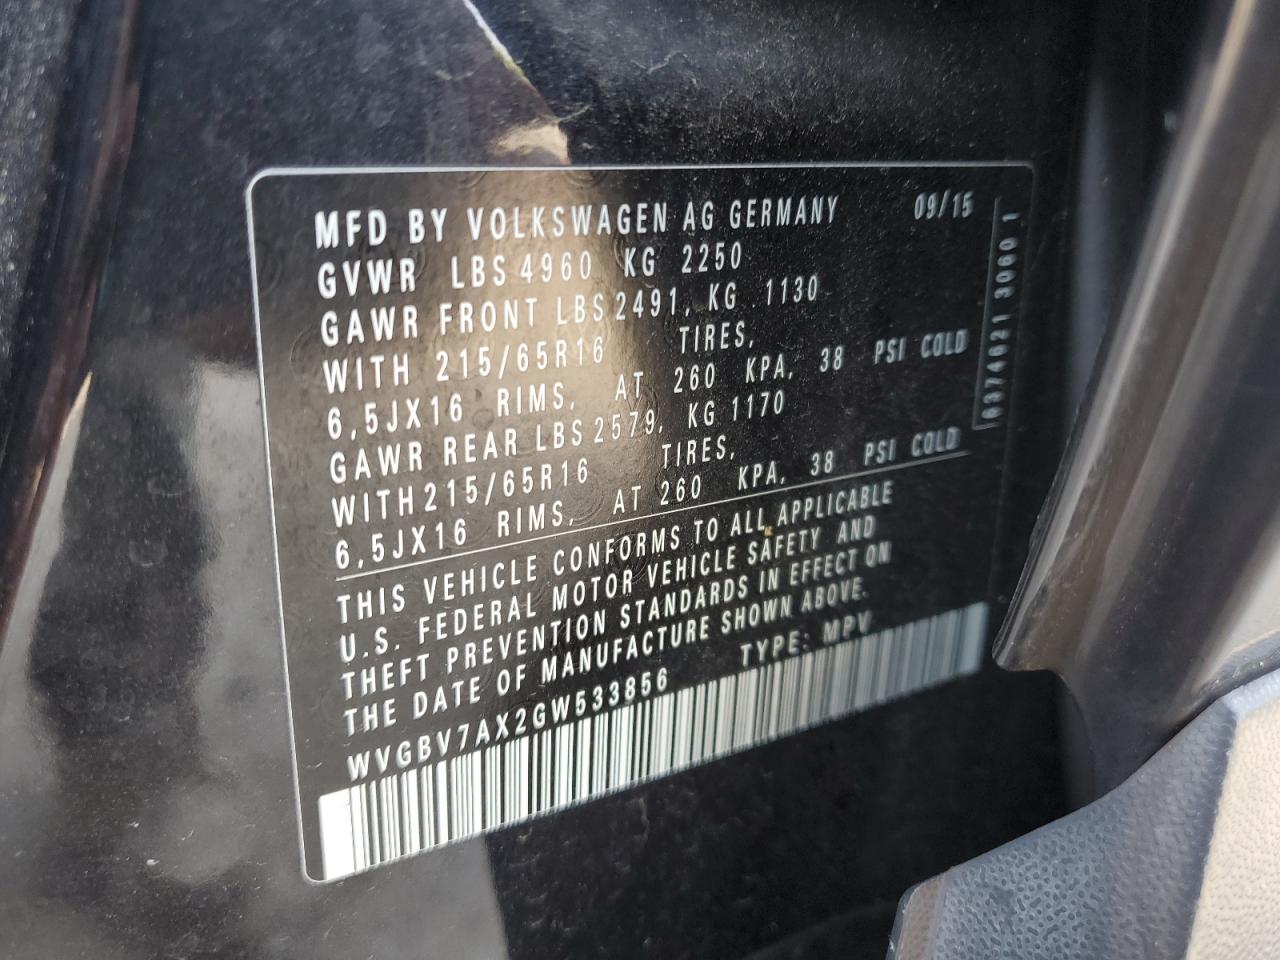 MFD BY VOLKSWAGEN AG GERMANY 09/15
GVWR LBS 4960 KG 2250
GAWR FRONT LBS 2491, KG 1130
WITH 215/65R16 TIRES,
6,5JX16 RIMS, AT 260 KPA, 38 PSI COLD
GAWR REAR LBS 2579, KG 1170
WITH 215/65R16 TIRES,
6,5JX16 RIMS, AT 260 KPA, 38 PSI COLD
THIS VEHICLE CONFORMS TO ALL APPLICABLE
U.S. FEDERAL MOTOR VEHICLE SAFETY AND
THEFT PREVENTION STANDARDS IN EFFECT ON
THE DATE OF MANUFACTURE SHOWN ABOVE.
WVGBV7AX2GW533856 TYPE: MPV